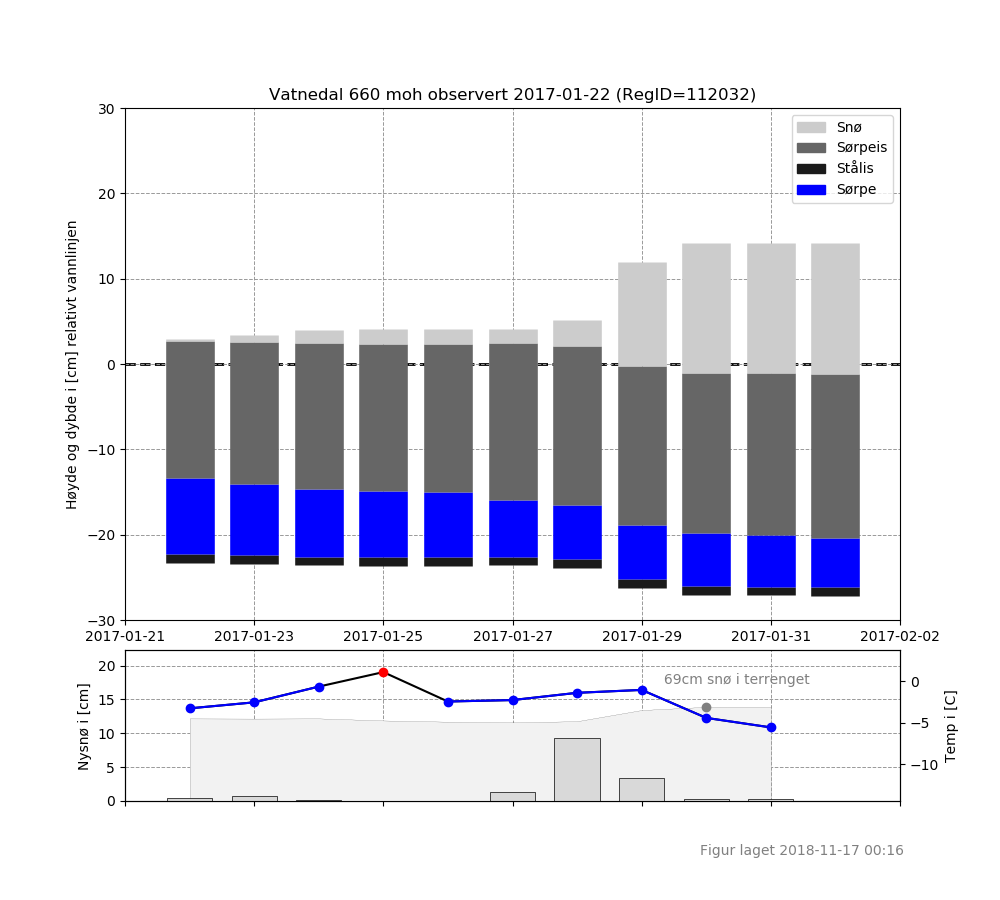 Vatnedal 660 moh observert 2017-01-22 (RegID=112032)
Høyde og dybde i [cm] relativt vannlinjen
30
20
10
0
−10
−20
−30
Snø
Sørpeis
Stålis
Sørpe
2017-01-21 2017-01-23 2017-01-25 2017-01-27 2017-01-29 2017-01-31 2017-02-02
Nysnø i [cm]
20
15
10
5
0
69cm snø i terrenget
0
−5
−10
Temp i [C]
Figur laget 2018-11-17 00:16